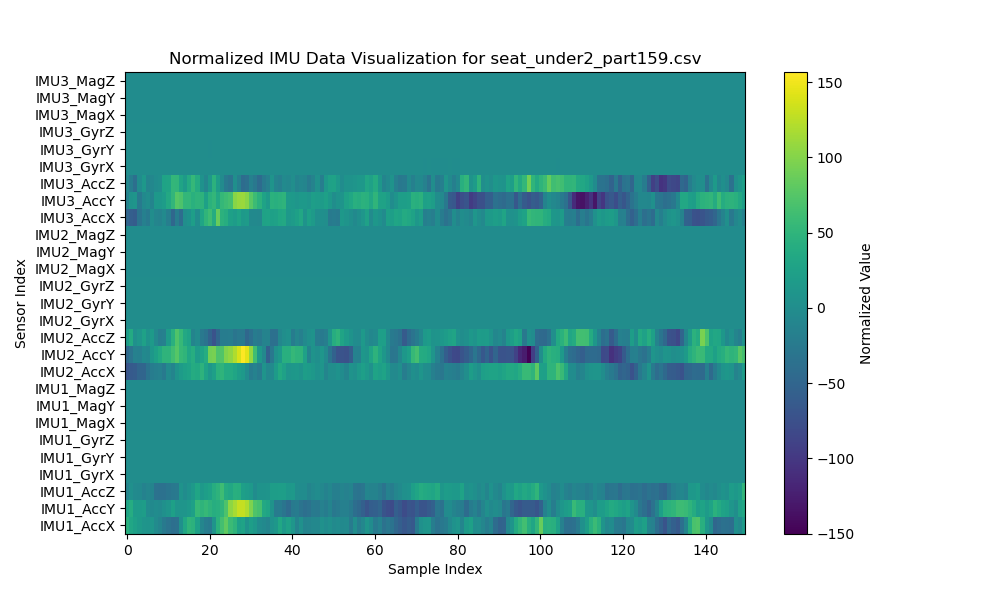 Normalized IMU Data Visualization for seat_under2_part159.csv
IMU3_MagZ
IMU3_MagY
IMU3_MagX
IMU3_GyrZ
IMU3_GyrY
IMU3_GyrX
IMU3_AccZ
IMU3_AccY
IMU3_AccX
IMU2_MagZ
IMU2_MagY
IMU2_MagX
IMU2_GyrZ
IMU2_GyrY
IMU2_GyrX
IMU2_AccZ
IMU2_AccY
IMU2_AccX
IMU1_MagZ
IMU1_MagY
IMU1_MagX
IMU1_GyrZ
IMU1_GyrY
IMU1_GyrX
IMU1_AccZ
IMU1_AccY
IMU1_AccX
Sensor Index
0 20 40 60 80 100 120 140
Sample Index
150
100
50
0
−50
−100
−150
Normalized Value